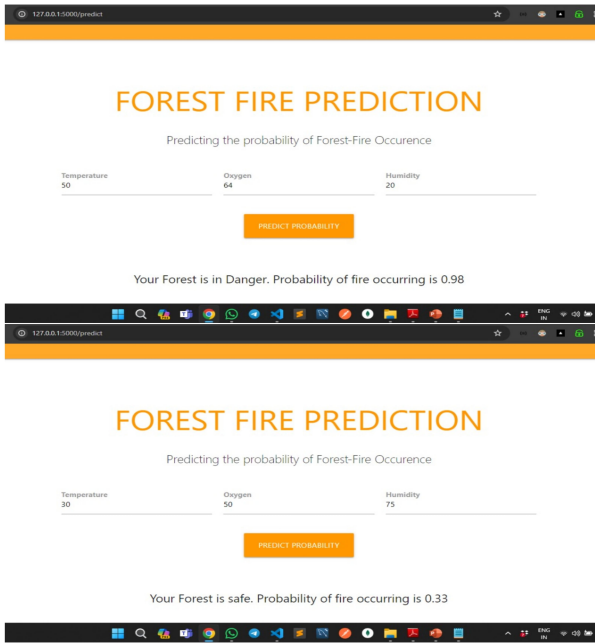 127.0.0.1:5000/predict
FOREST FIRE PREDICTION
Predicting the probability of Forest-Fire Occurence
Temperature Oxygen Humidity
50 64 20
PREDICT PROBABILITY
Your Forest is in Danger. Probability of fire occurring is 0.98
ENG
IN
127.0.0.1:5000/predict
FOREST FIRE PREDICTION
Predicting the probability of Forest-Fire Occurence
Temperature Oxygen Humidity
30 50 75
PREDICT PROBABILITY
Your Forest is safe. Probability of fire occurring is 0.33
ENG
IN